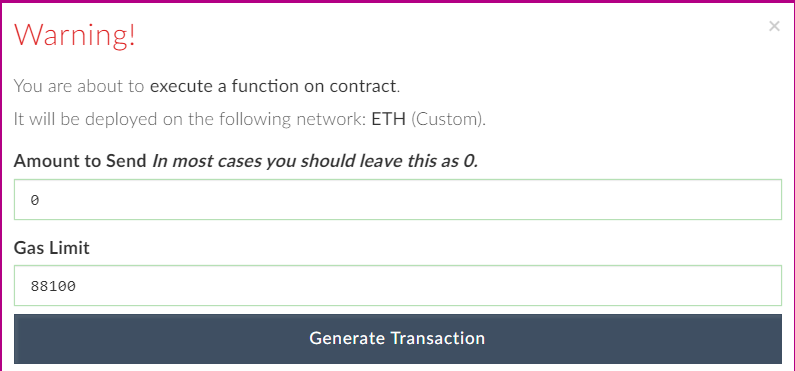 Warning!
×
You are about to execute a function on contract.
It will be deployed on the following network: ETH (Custom).
Amount to Send In most cases you should leave this as 0.
0
Gas Limit
88100
Generate Transaction